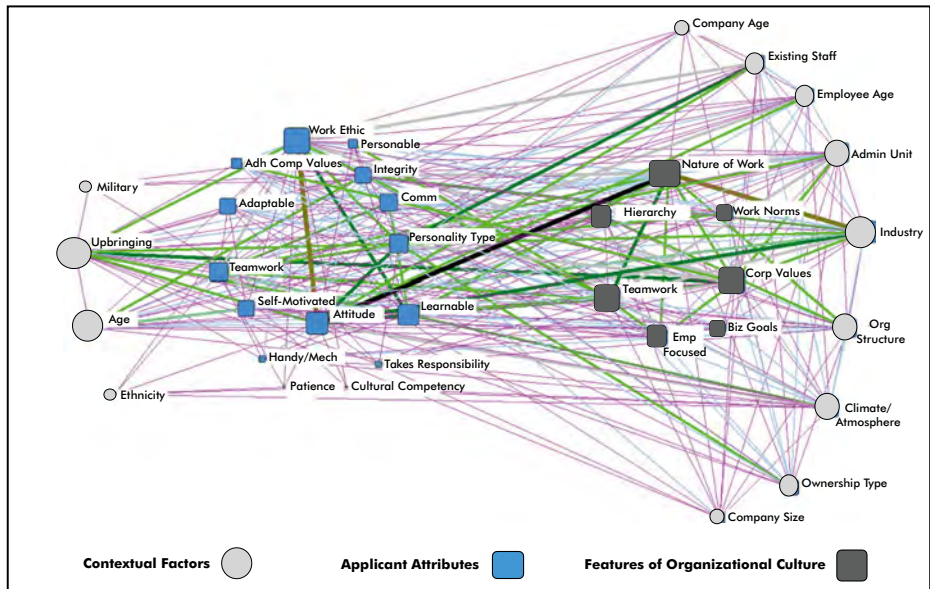 Company Age
Existing Staff
Employee Age
Work Ethic
Personable
Admin Unit
Adh Comp Values
Integrity
Nature of Work
Military
Adaptable
Comm
Hierarchy
Work Norms
Industry
Upbringing
Personality Type
Teamwork
Corp Values
Teamwork
Self-Motivated
Attitude
Learnable
Age
Emp
Focused
Biz Goals
Org
Structure
Handy/Mech
Takes Responsibility
Patience
Cultural Competency
Ethnicity
Climate/
Atmosphere
Ownership Type
Company Size
Contextual Factors
Applicant Attributes
Features of Organizational Culture